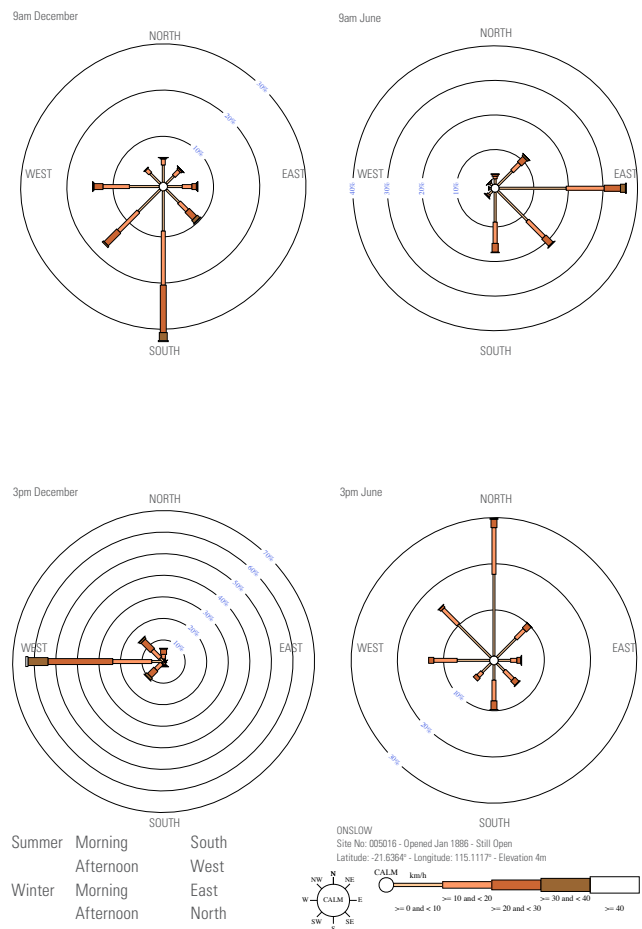 9am December
NORTH
30%
20%
10%
WEST
EAST
SOUTH
9am June
NORTH
WEST
EAST
40%
30%
20%
10%
SOUTH
3pm December
NORTH
70%
60%
50%
40%
30%
20%
10%
WEST
EAST
SOUTH
3pm June
NORTH
WEST
EAST
10%
20%
30%
SOUTH
Summer Morning South
Afternoon West
Winter Morning East
Afternoon North
ONSLOW
Site No: 005016 - Opened Jan 1886 - Still Open
Latitude: -21.6364° - Longitude: 115.1117° - Elevation 4m
N
NW NE
W CALM E
SW SE
S
CALM km/h
>= 10 and < 20 >= 30 and < 40
>= 0 and < 10 >= 20 and < 30 >= 40